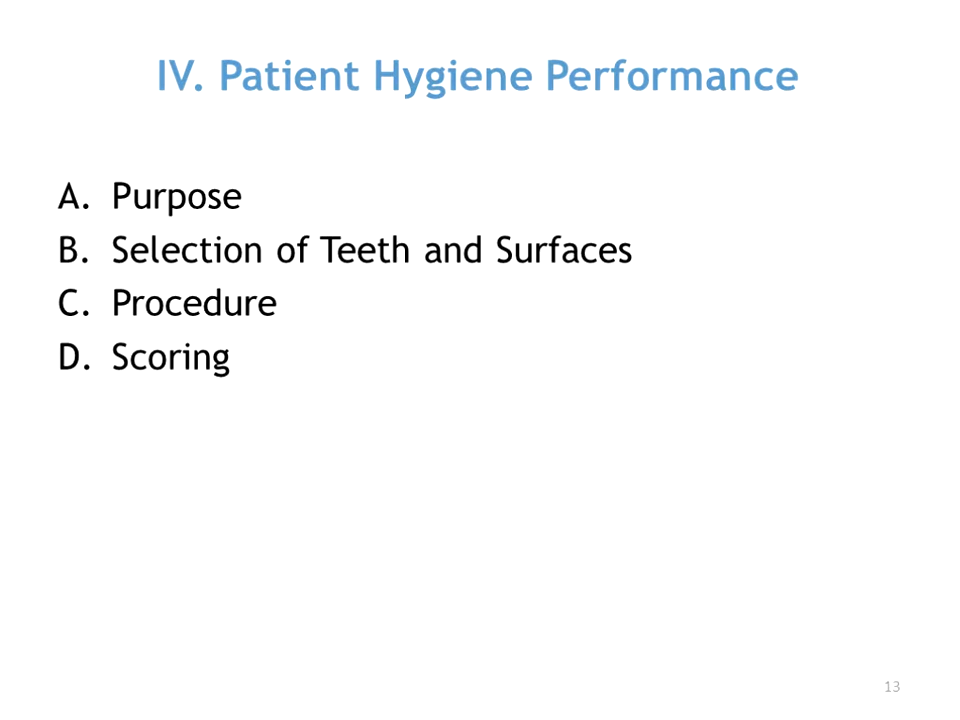 IV. Patient Hygiene Performance
A. Purpose
B. Selection of Teeth and Surfaces
C. Procedure
D. Scoring
13